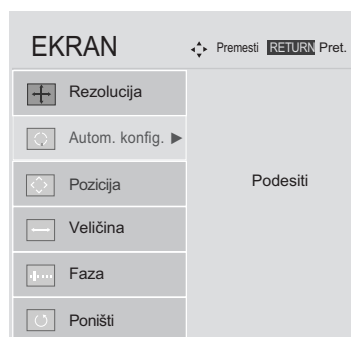 EKRAN
Premesti RETURN Pret.
Rezolucija
Autom. konfig. ►
Pozicija
Podesiti
Veličina
Faza
Poništi